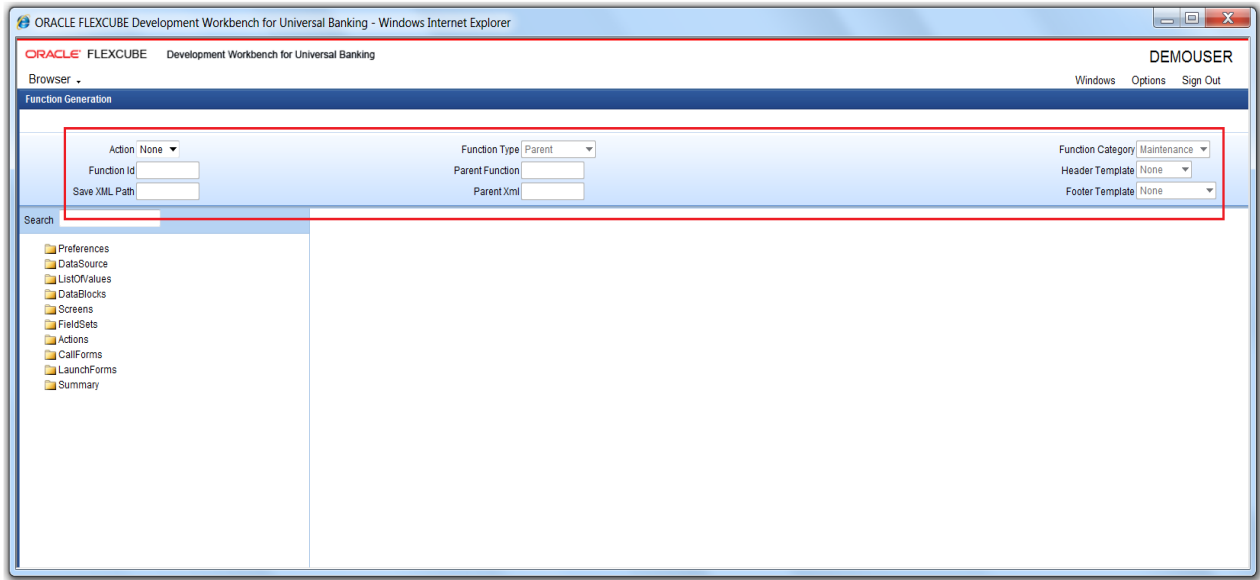 ORACLE FLEXCUBE Development Workbench for Universal Banking - Windows Internet Explorer
ORACLE FLEXCUBE Development Workbench for Universal Banking DEMOUSER
Browser Windows Options Sign Out
Function Generation
Action None Function Type Parent Function Category Maintenance
Function Id Parent Function Header Template None
Save XML Path Parent Xml Footer Template None
Search
Preferences
DataSource
ListOfValues
DataBlocks
Screens
FieldSets
Actions
CallForms
LaunchForms
Summary